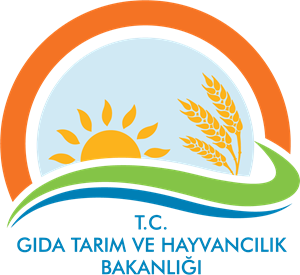 T.C.
GIDA TARIM VE HAYVANCILIK
BAKANLIĞI